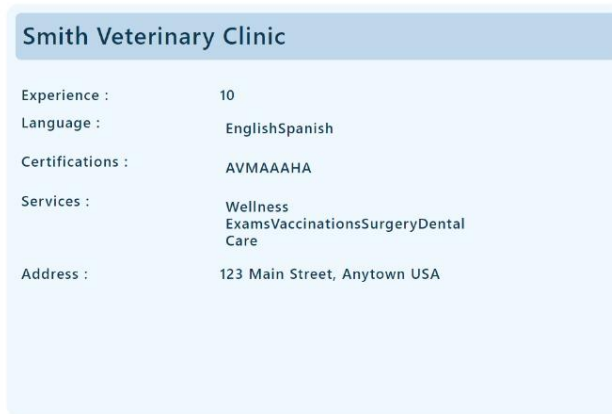 Smith Veterinary Clinic
Experience : 10
Language : EnglishSpanish
Certifications : AVMAAAHA
Services : Wellness
ExamsVaccinationsSurgeryDental
Care
Address : 123 Main Street, Anytown USA